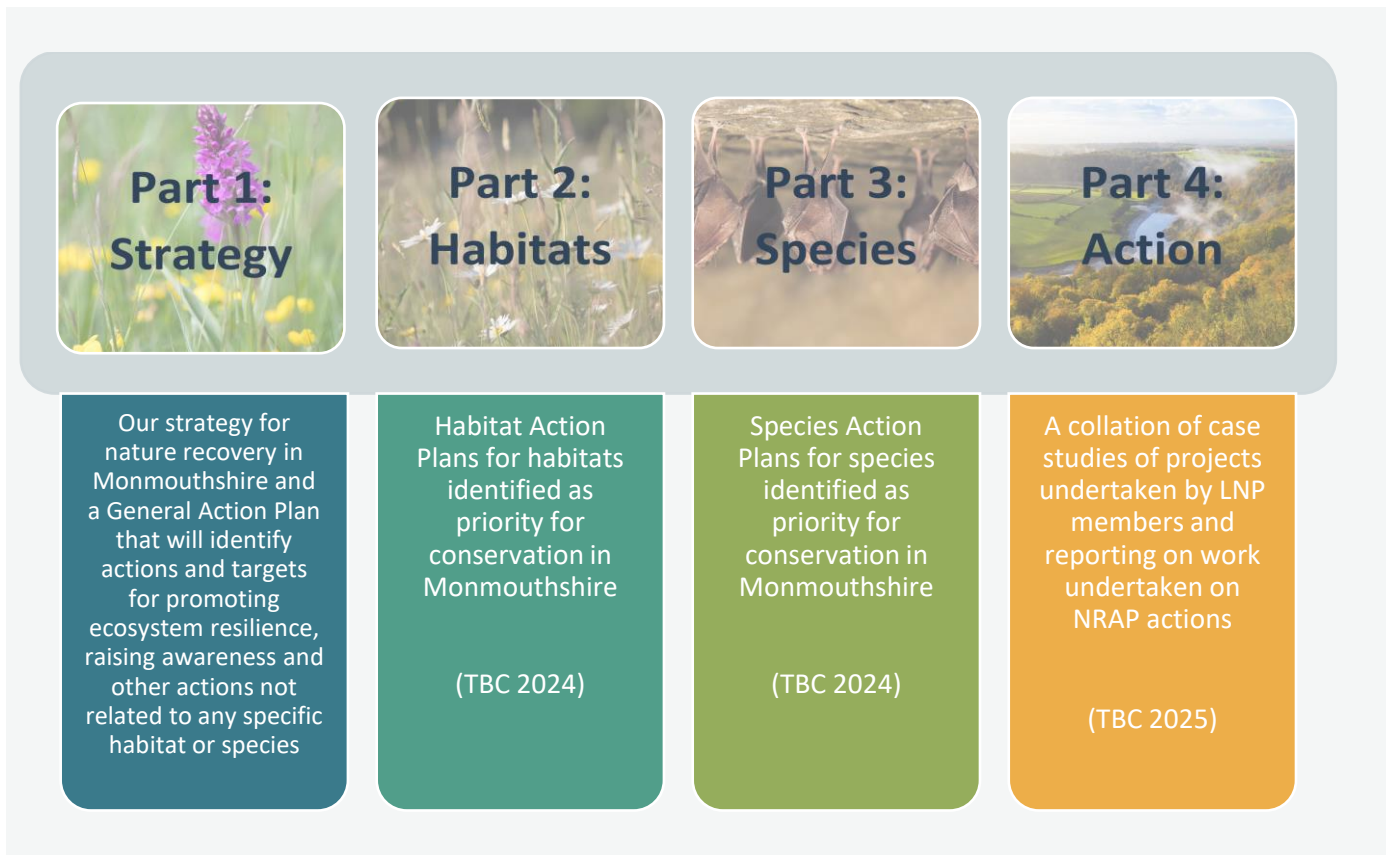 Part 1:
Strategy
Part 2:
Habitats
Part 3:
Species
Part 4:
Action
Our strategy for
nature recovery in
Monmouthshire and
a General Action Plan
that will identify
actions and targets
for promoting
ecosystem resilience,
raising awareness and
other actions not
related to any specific
habitat or species
Habitat Action
Plans for habitats
identified as
priority for
conservation in
Monmouthshire
(TBC 2024)
Species Action
Plans for species
identified as
priority for
conservation in
Monmouthshire
(TBC 2024)
A collation of case
studies of projects
undertaken by LNP
members and
reporting on work
undertaken on
NRAP actions
(TBC 2025)